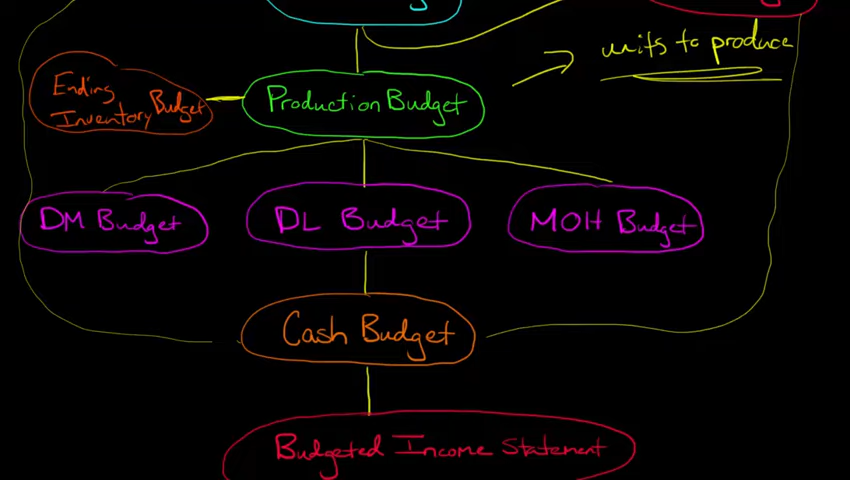 units to produce
Ending
Inventory Budget
Production Budget
DM Budget
DL Budget
MOH Budget
Cash Budget
Budgeted Income Statement